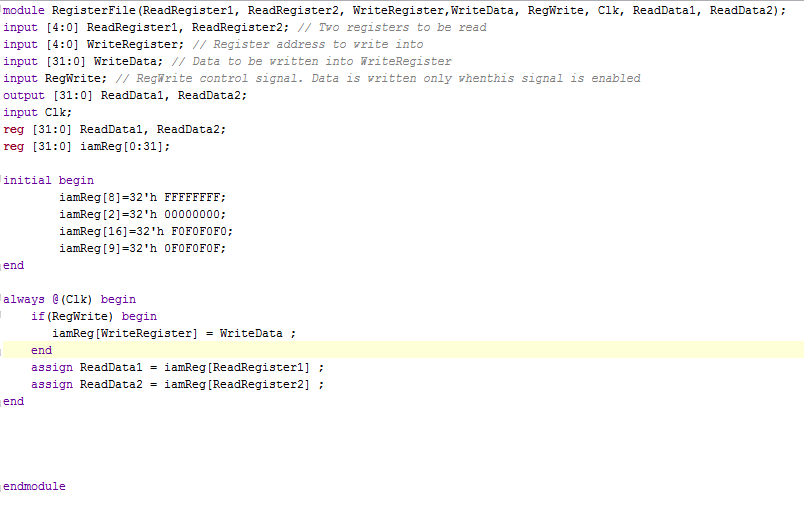 module RegisterFile(ReadRegister1, ReadRegister2, WriteRegister,WriteData, RegWrite, Clk, ReadData1, ReadData2);
input [4:0] ReadRegister1, ReadRegister2; // Two registers to be read
input [4:0] WriteRegister; // Register address to write into
input [31:0] WriteData; // Data to be written into WriteRegister
input RegWrite; // RegWrite control signal. Data is written only whenthis signal is enabled
output [31:0] ReadData1, ReadData2;
input Clk;
reg [31:0] ReadData1, ReadData2;
reg [31:0] iamReg[0:31];
initial begin
iamReg[8]=32'h FFFFFFFF;
iamReg[2]=32'h 00000000;
iamReg[16]=32'h F0F0F0F0;
iamReg[9]=32'h 0F0F0F0F;
end
always @(Clk) begin
if(RegWrite) begin
iamReg[WriteRegister] = WriteData ;
end
assign ReadData1 = iamReg[ReadRegister1] ;
assign ReadData2 = iamReg[ReadRegister2] ;
end
endmodule